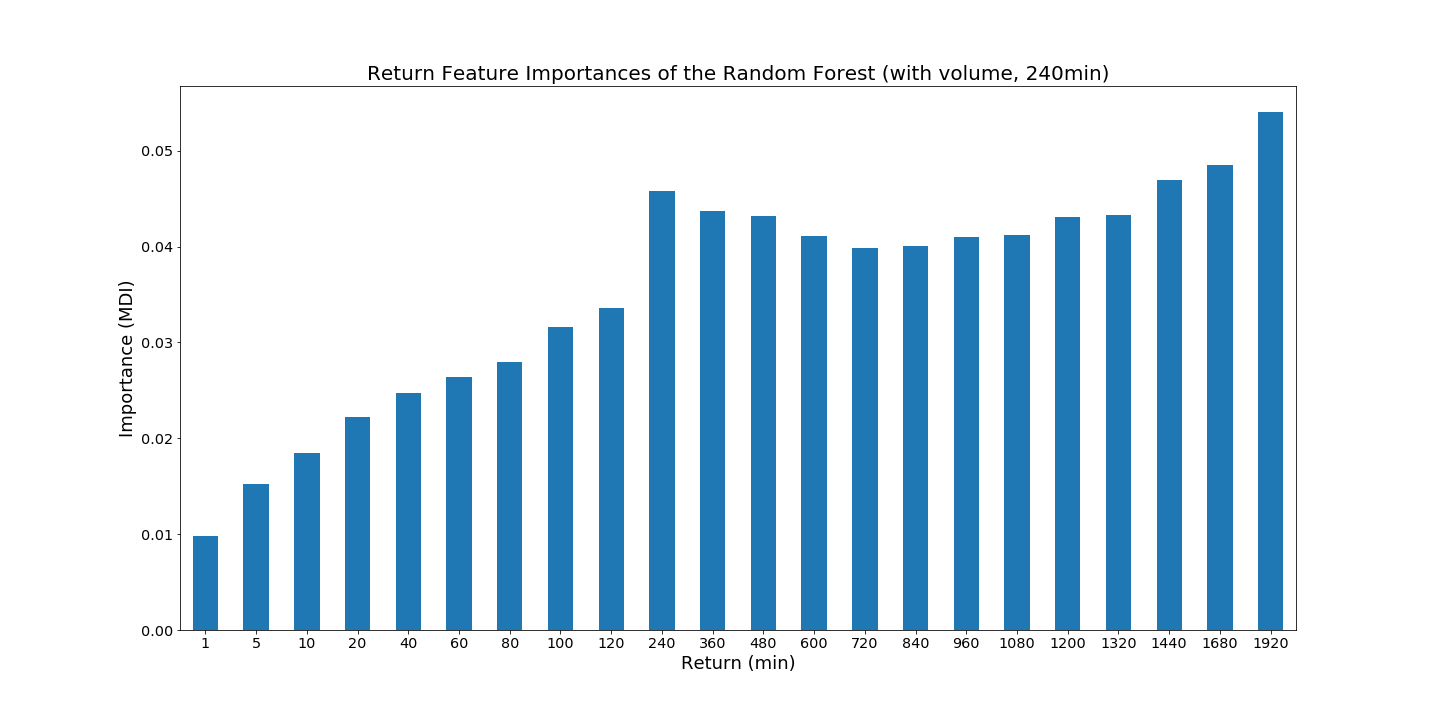 Return Feature Importances of the Random Forest (with volume, 240min)
Importance (MDI)
0.05
0.04
0.03
0.02
0.01
0.00
1 5 10 20 40 60 80 100 120 240 360 480 600 720 840 960 1080 1200 1320 1440 1680 1920
Return (min)